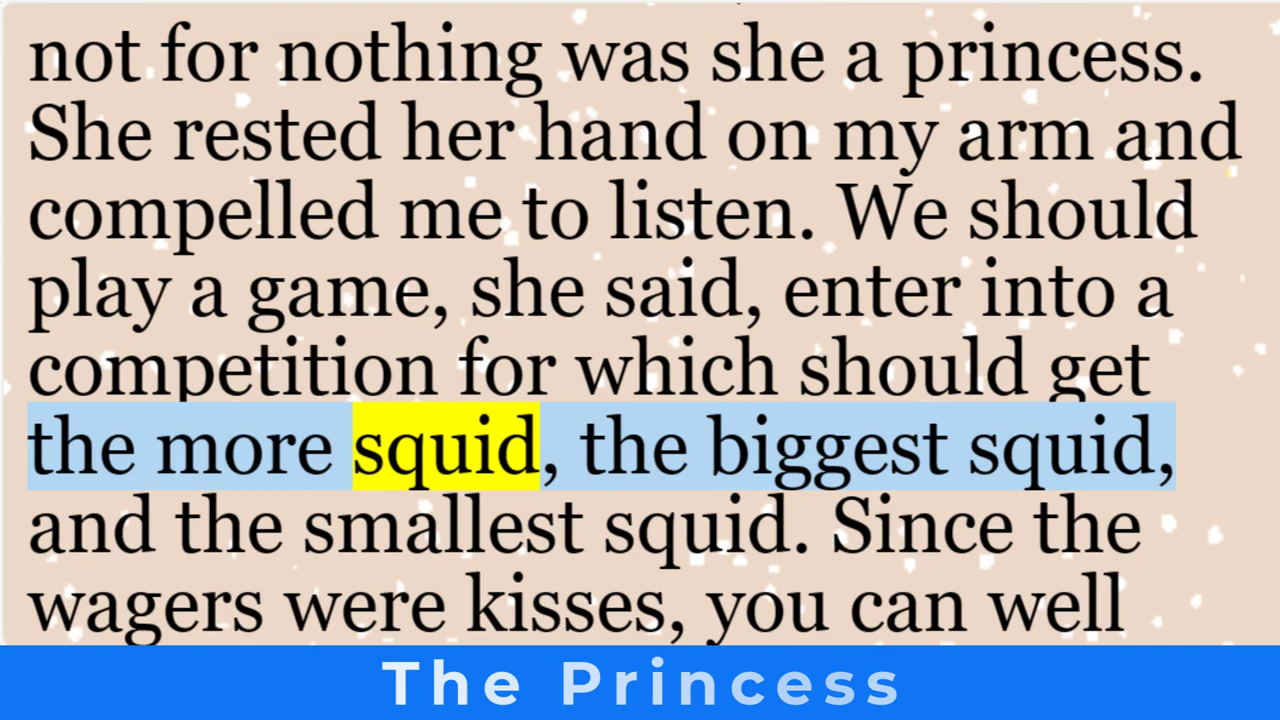 not for nothing was she a princess.
She rested her hand on my arm and
compelled me to listen. We should
play a game, she said, enter into a
competition for which should get
the more squid, the biggest squid,
and the smallest squid. Since the
wagers were kisses, you can well
The Princess